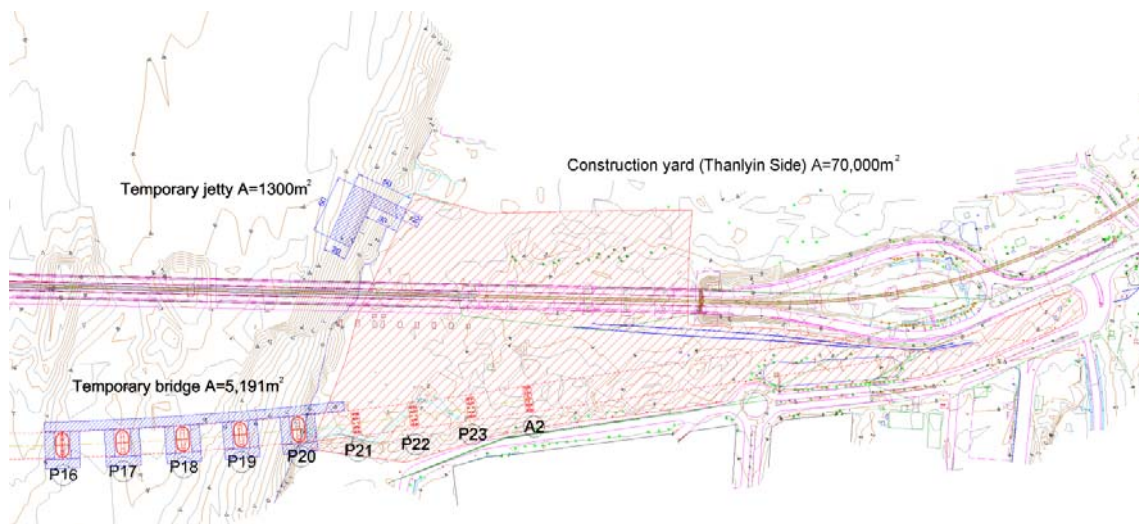 Construction yard (Thanlyin Side) A=70,000m²
Temporary jetty A=1300m²
Temporary bridge A=5,191m²
P16
P17
P18
P19
P20
P21
P22
P23
A2